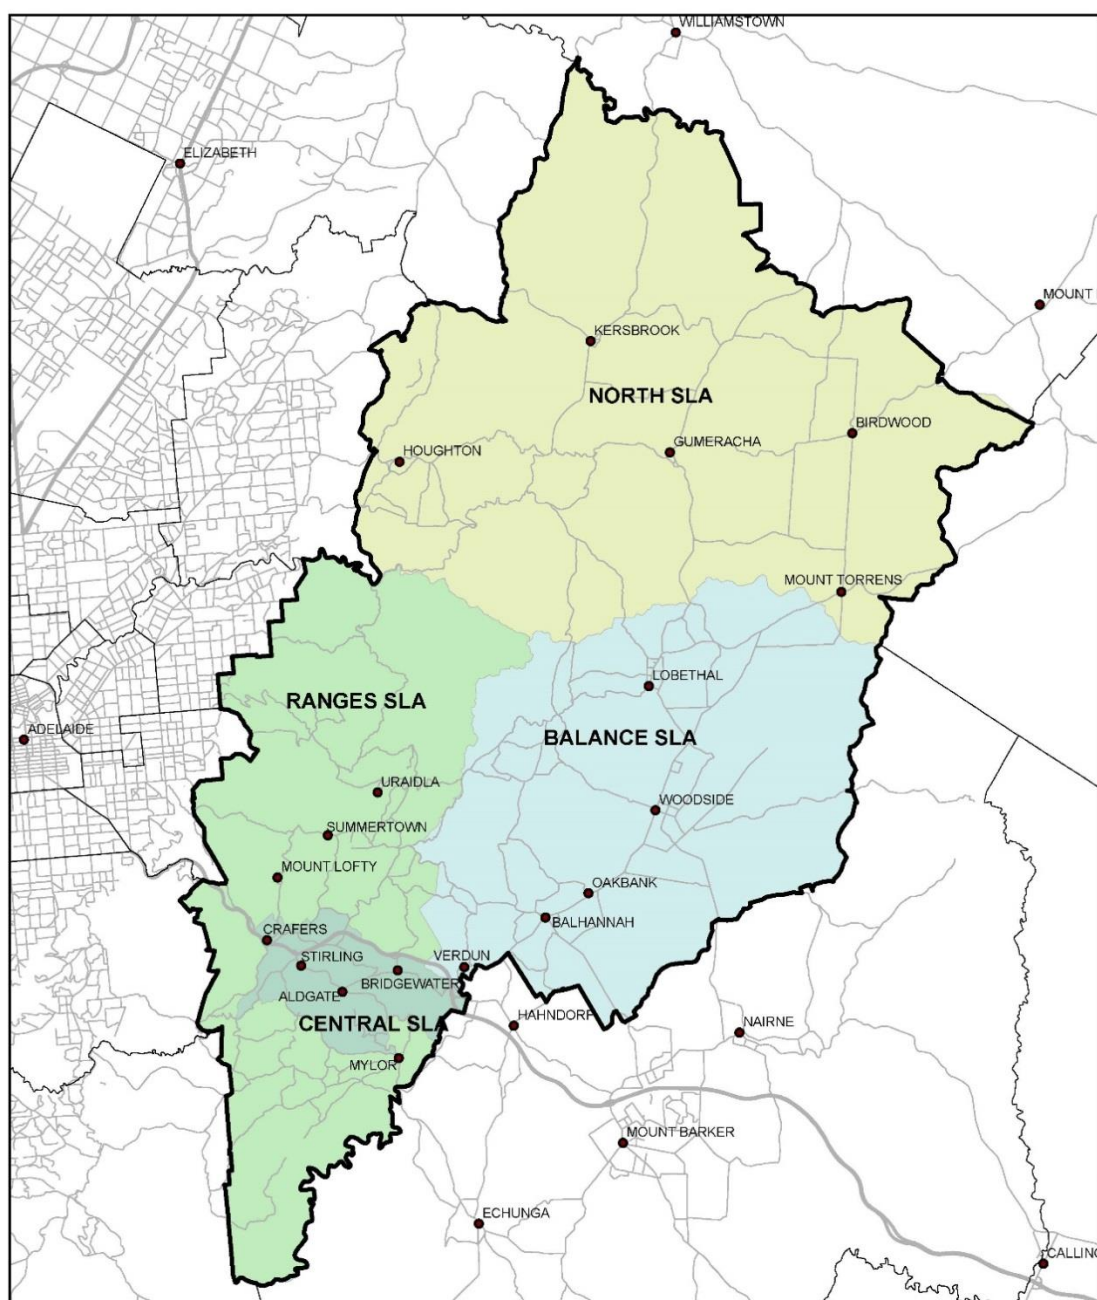 WILLIAMSTOWN
ELIZABETH
MOUNT
KERSBROOK
NORTH SLA
BIRDWOOD
GUMERACHA
HOUGHTON
MOUNT TORRENS
LOBETHAL
RANGES SLA
ADELAIDE
BALANCE SLA
URAIDLA
WOODSIDE
SUMMERTOWN
MOUNT LOFTY
OAKBANK
BALHANNAH
CRAFERS
STIRLING
VERDUN
BRIDGEWATER
ALDGATE
CENTRAL SLA
HAHNDORF
NAIRNE
MYLOR
MOUNT BARKER
ECHUNGA
CALLING